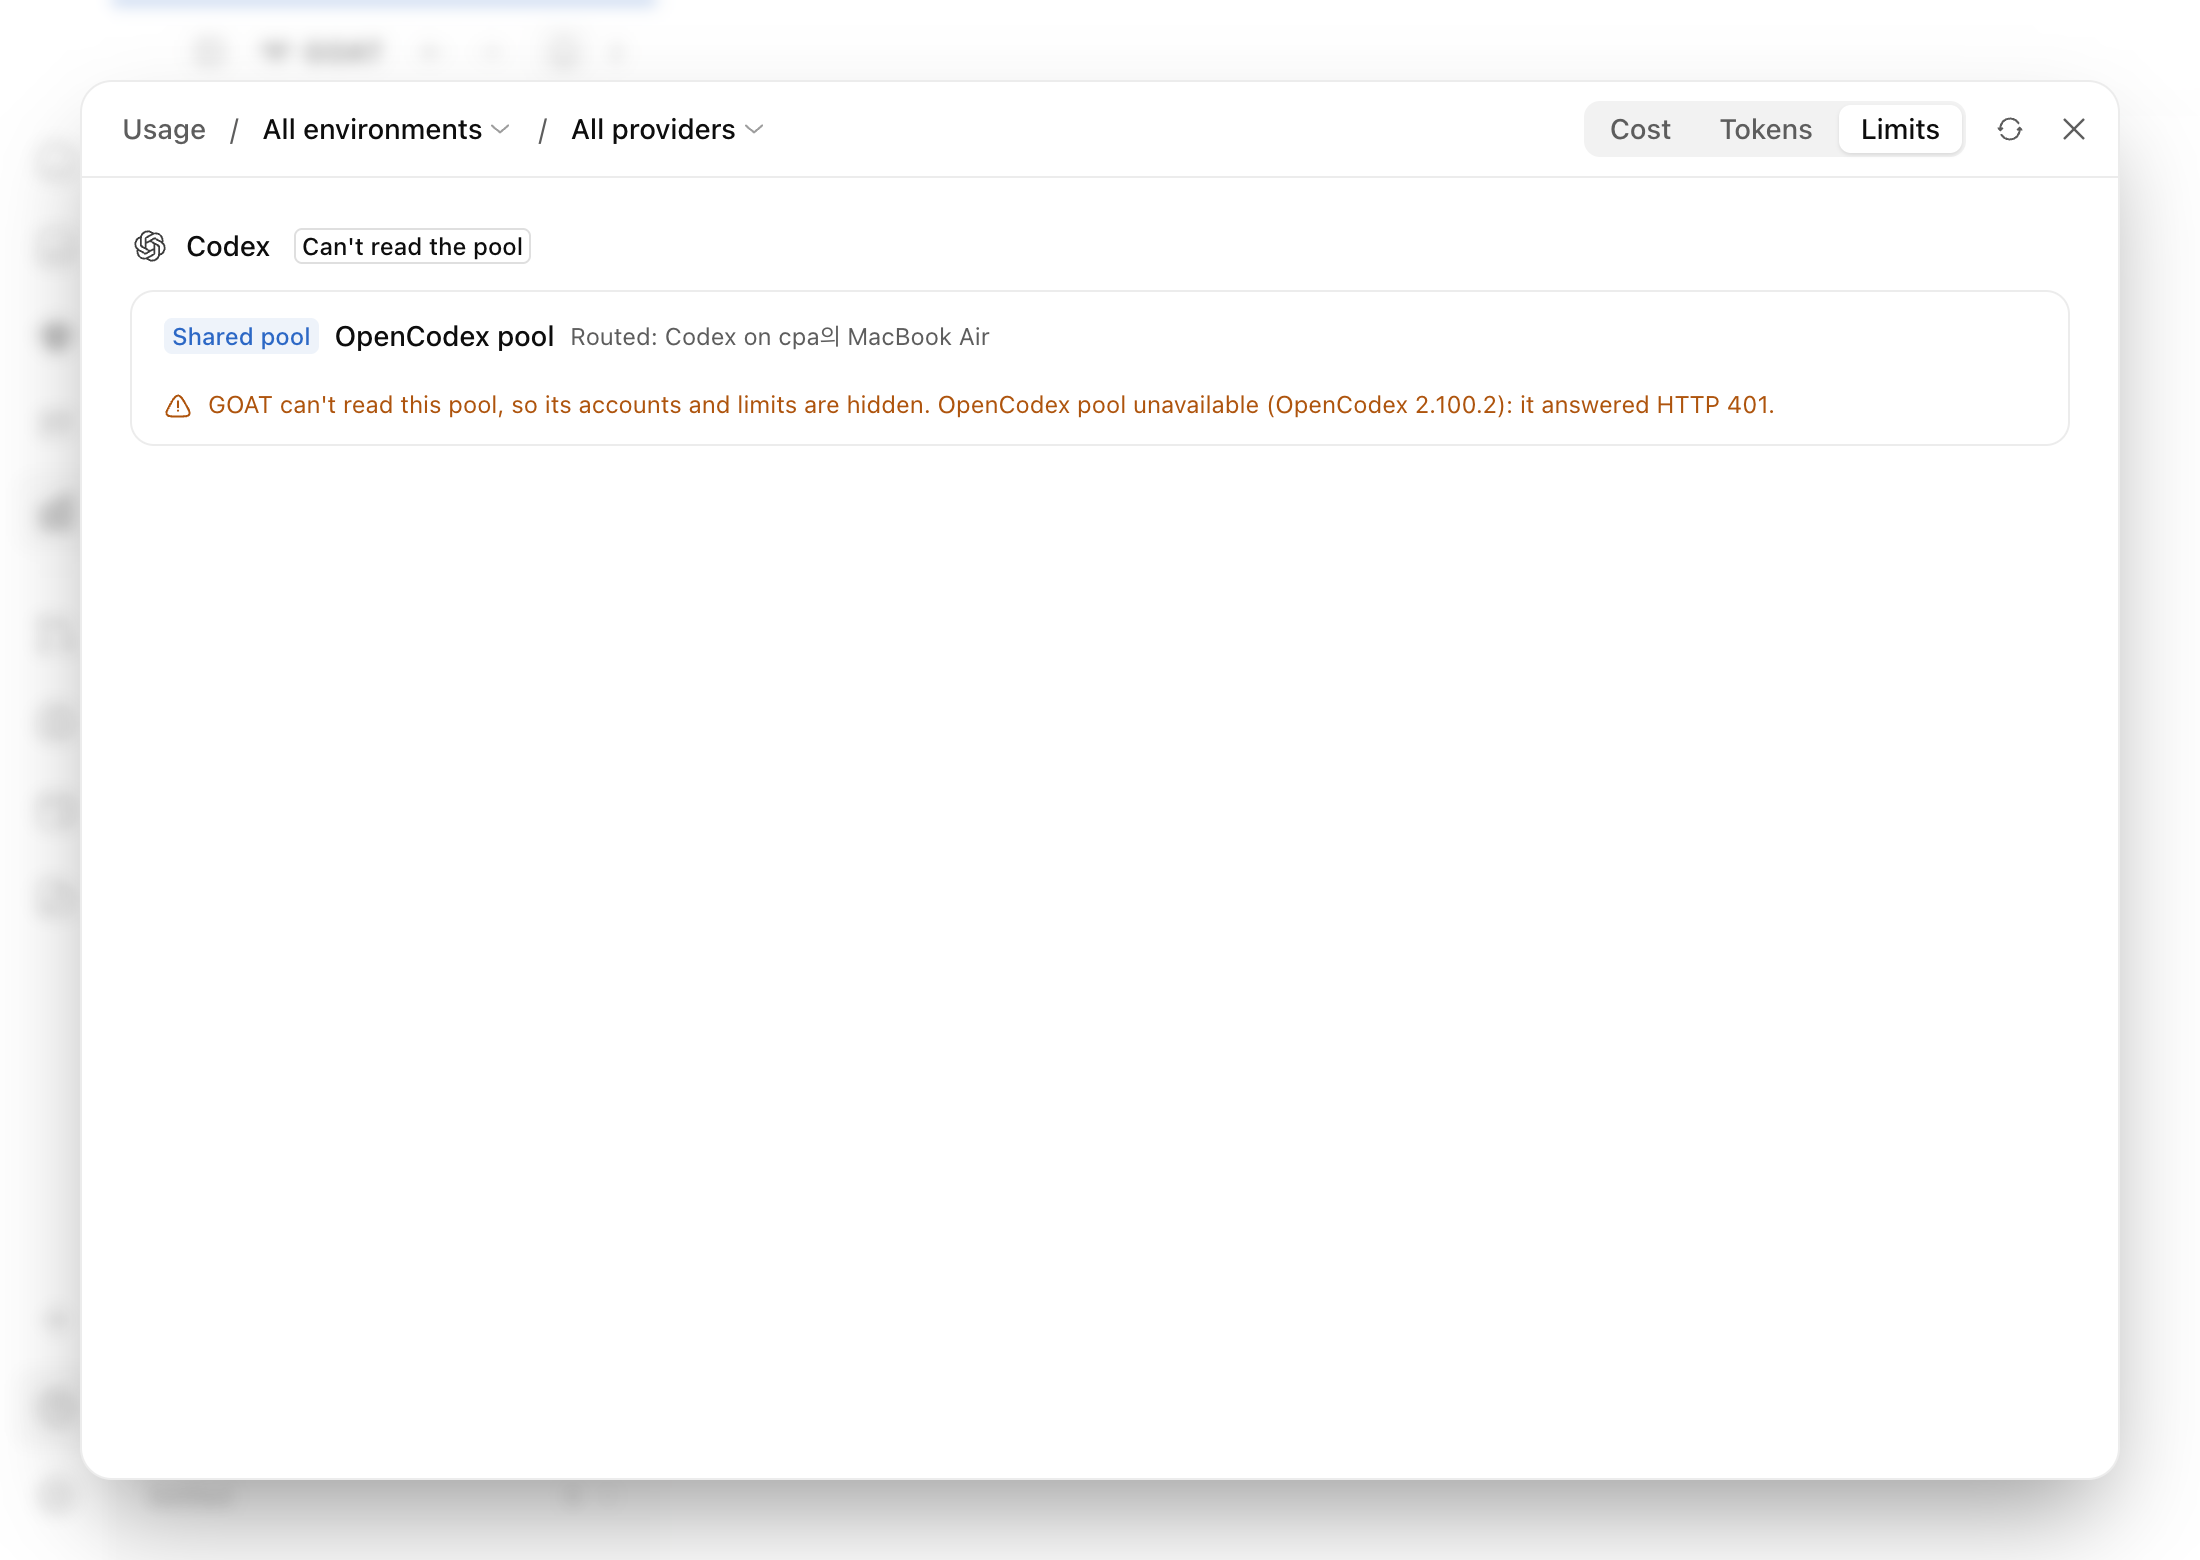 Usage / All environments / All providers
Cost Tokens Limits
Codex Can't read the pool
Shared pool OpenCodex pool Routed: Codex on cpa의 MacBook Air
GOAT can't read this pool, so its accounts and limits are hidden. OpenCodex pool unavailable (OpenCodex 2.100.2): it answered HTTP 401.